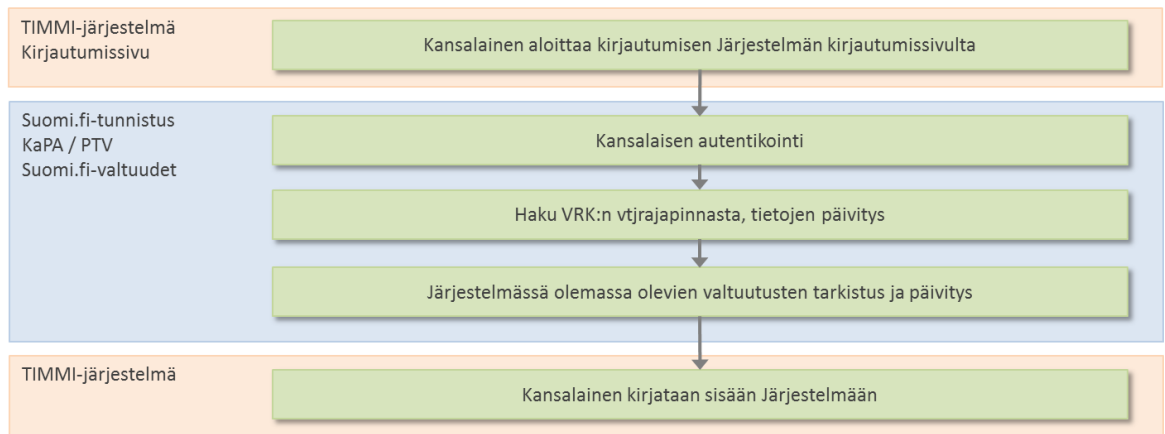 TIMMI-järjestelmä
Kirjautumissivu
Kansalainen aloittaa kirjautumisen Järjestelmän kirjautumissivulta
Suomi.fi-tunnistus
KaPA / PTV
Suomi.fi-valtuudet
Kansalaisen autentikointi
Haku VRK:n vtjrajapinnasta, tietojen päivitys
Järjestelmässä olemassa olevien valtuutusten tarkistus ja päivitys
TIMMI-järjestelmä
Kansalainen kirjataan sisään Järjestelmään